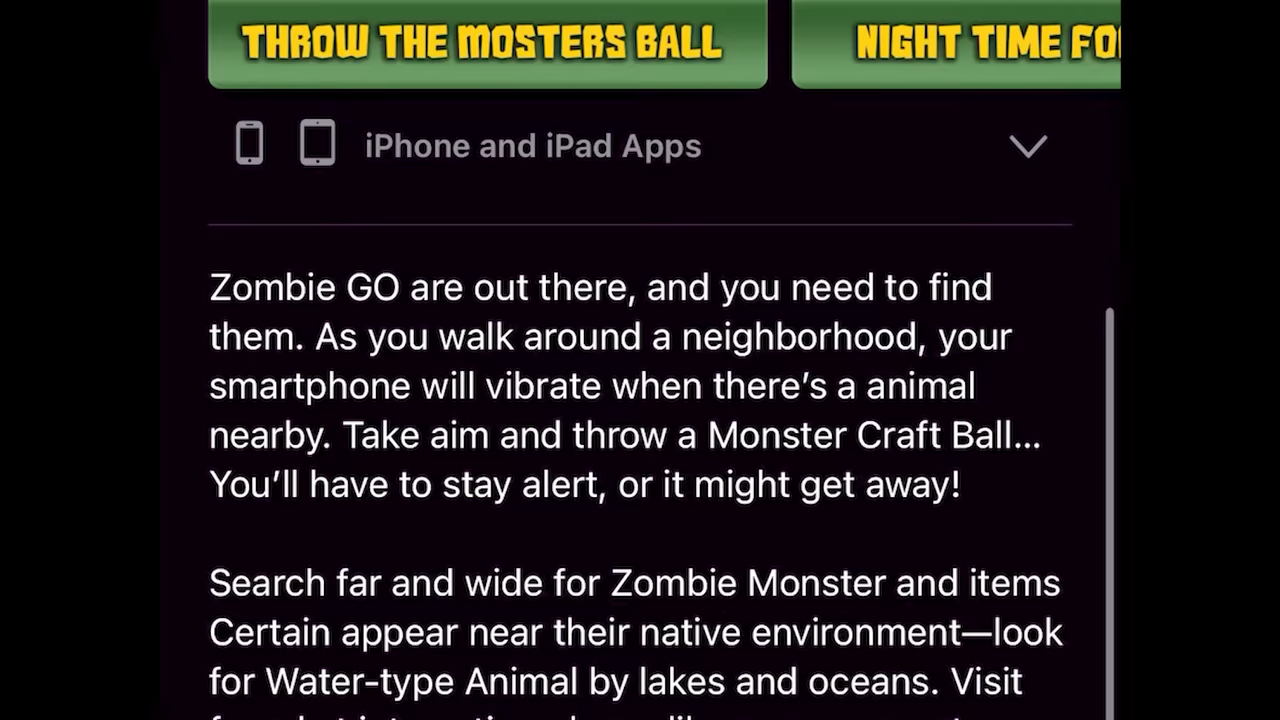 THROW THE MOSTERS BALL
NIGHT TIME
iPhone and iPad Apps
Zombie GO are out there, and you need to find
them. As you walk around a neighborhood, your
smartphone will vibrate when there’s a animal
nearby. Take aim and throw a Monster Craft Ball...
You’ll have to stay alert, or it might get away!
Search far and wide for Zombie Monster and items
Certain appear near their native environment—look
for Water-type Animal by lakes and oceans. Visit